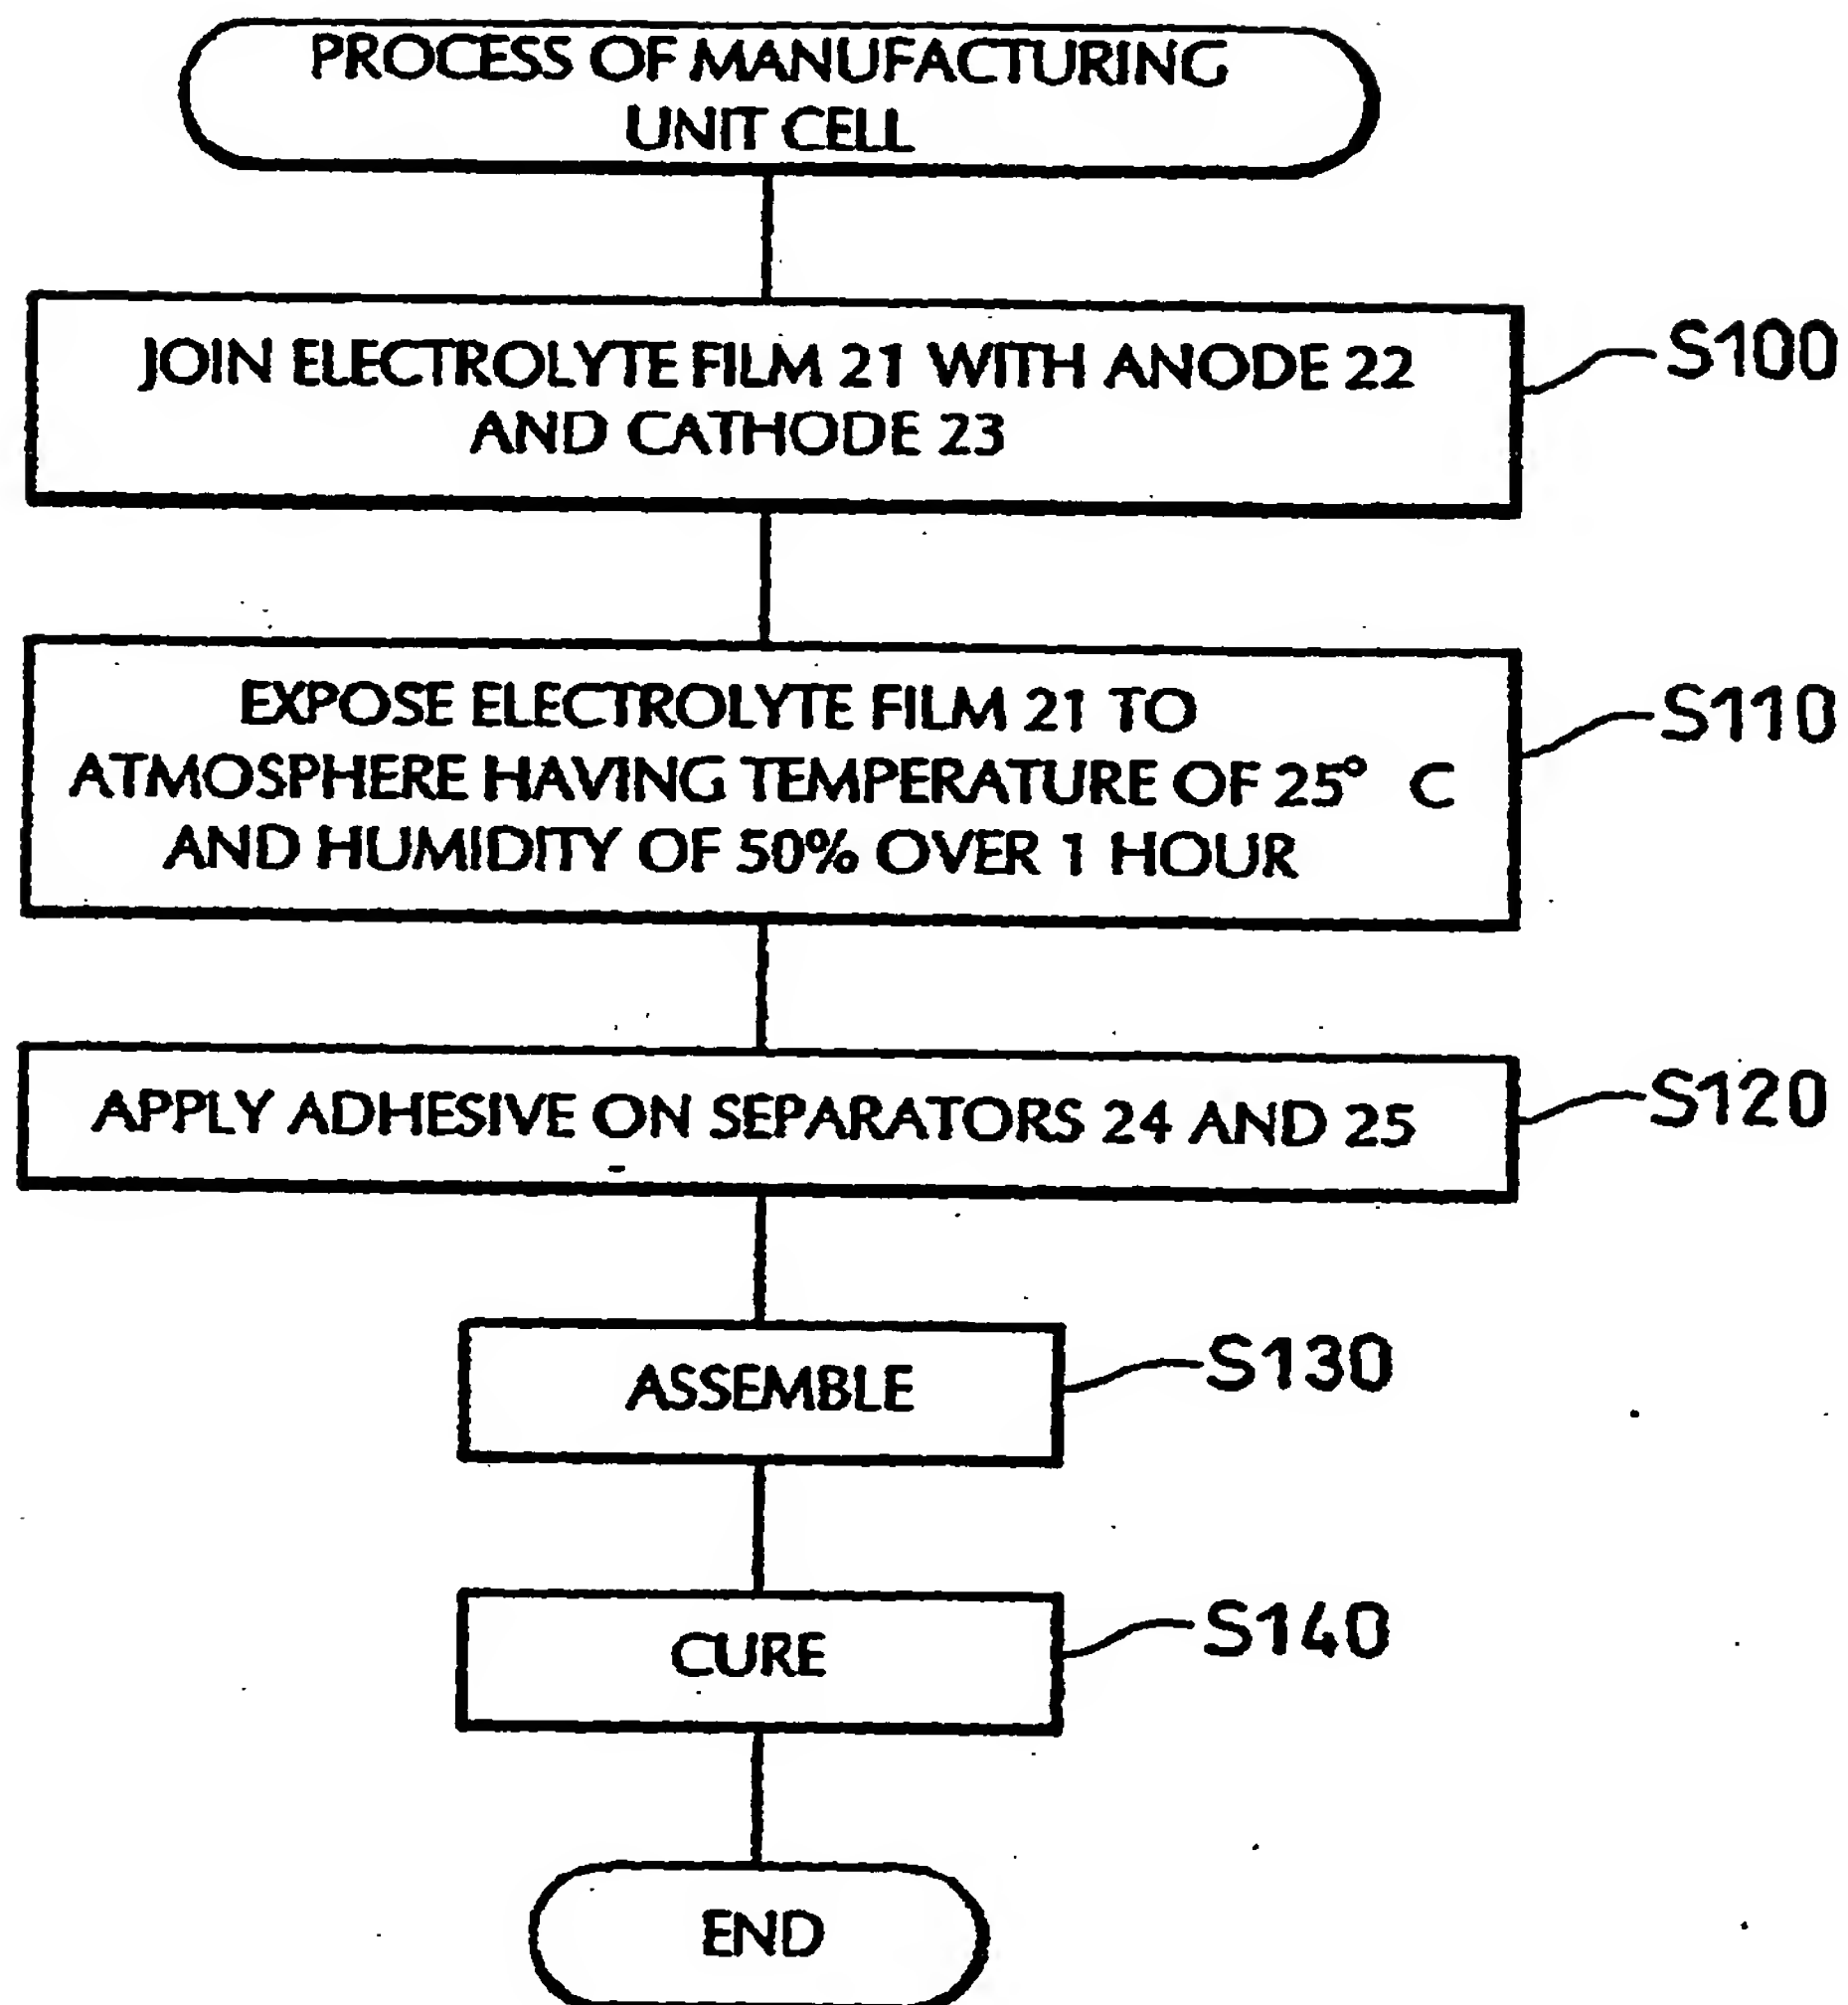 PROCESS OF MANUFACTURING
UNIT CELL
JOIN ELECTROLYTE FILM 21 WITH ANODE 22
AND CATHODE 23
S100
EXPOSE ELECTROLYTE FILM 21 TO
ATMOSPHERE HAVING TEMPERATURE OF 25° C
AND HUMIDITY OF 50% OVER 1 HOUR
S110
APPLY ADHESIVE ON SEPARATORS 24 AND 25
S120
ASSEMBLE
S130
CURE
S140
END